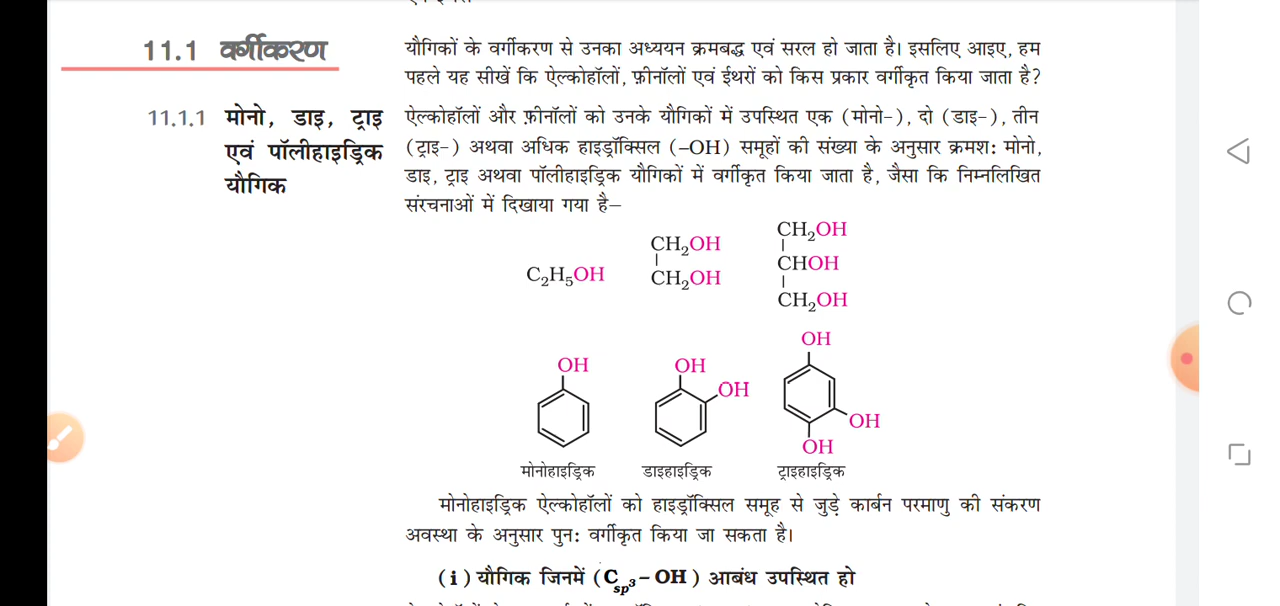 11.1 वर्गीकरण
यौगिकों के वर्गीकरण से उनका अध्ययन क्रमबद्ध एवं सरल हो जाता है। इसलिए आइए, हम
पहले यह सीखें कि ऐल्कोहॉलों, फ़ीनॉलों एवं ईथरों को किस प्रकार वर्गीकृत किया जाता है?
11.1.1 मोनो, डाइ, ट्राइ
एवं पॉलीहाइड्रिक
यौगिक
ऐल्कोहॉलों और फ़ीनॉलों को उनके यौगिकों में उपस्थित एक (मोनो-), दो (डाइ-), तीन
(ट्राइ-) अथवा अधिक हाइड्रॉक्सिल (–OH) समूहों की संख्या के अनुसार क्रमश: मोनो,
डाइ, ट्राइ अथवा पॉलीहाइड्रिक यौगिकों में वर्गीकृत किया जाता है, जैसा कि निम्नलिखित
संरचनाओं में दिखाया गया है–
C₂H₅OH
CH₂OH
CH₂OH
CH₂OH
CHOH
CH₂OH
OH
OH
OH
OH
OH
OH
मोनोहाइड्रिक डाइहाइड्रिक ट्राइहाइड्रिक
मोनोहाइड्रिक ऐल्कोहॉलों को हाइड्रॉक्सिल समूह से जुड़े कार्बन परमाणु की संकरण
अवस्था के अनुसार पुन: वर्गीकृत किया जा सकता है।
(i) यौगिक जिनमें (C<sub>sp³</sub> – OH) आबंध उपस्थित हो